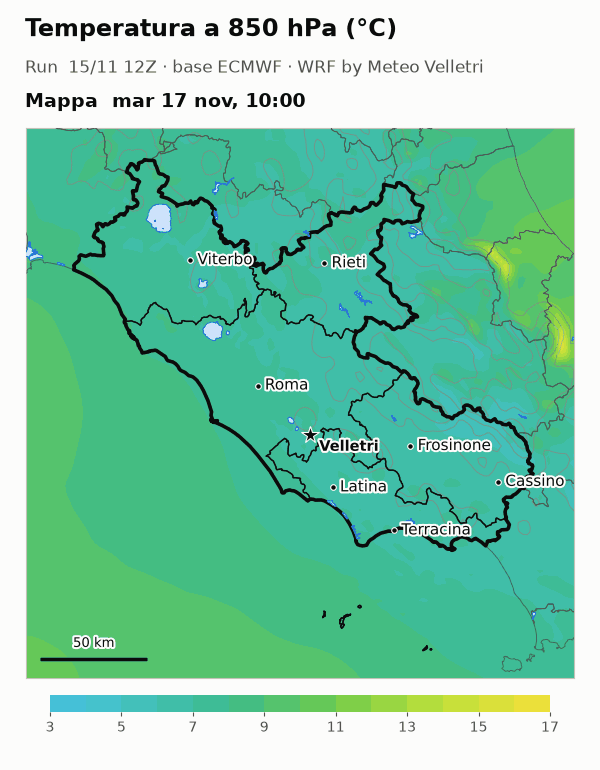 Temperatura a 850 hPa (°C)
Run  15/11 12Z · base ECMWF · WRF by Meteo Velletri
Mappa  mar 17 nov, 10:00
Viterbo
Rieti
Roma
Velletri
Frosinone
Cassino
Latina
Terracina
50 km
3 5 7 9 11 13 15 17